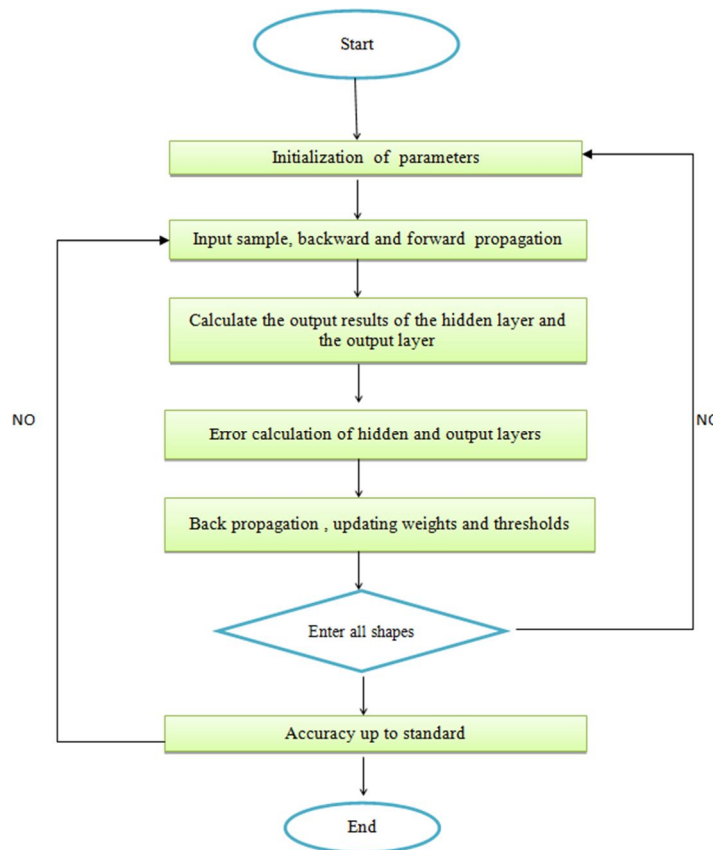 Start
Initialization of parameters
Input sample, backward and forward propagation
Calculate the output results of the hidden layer and
the output layer
NO
NO
Error calculation of hidden and output layers
Back propagation , updating weights and thresholds
Enter all shapes
Accuracy up to standard
End